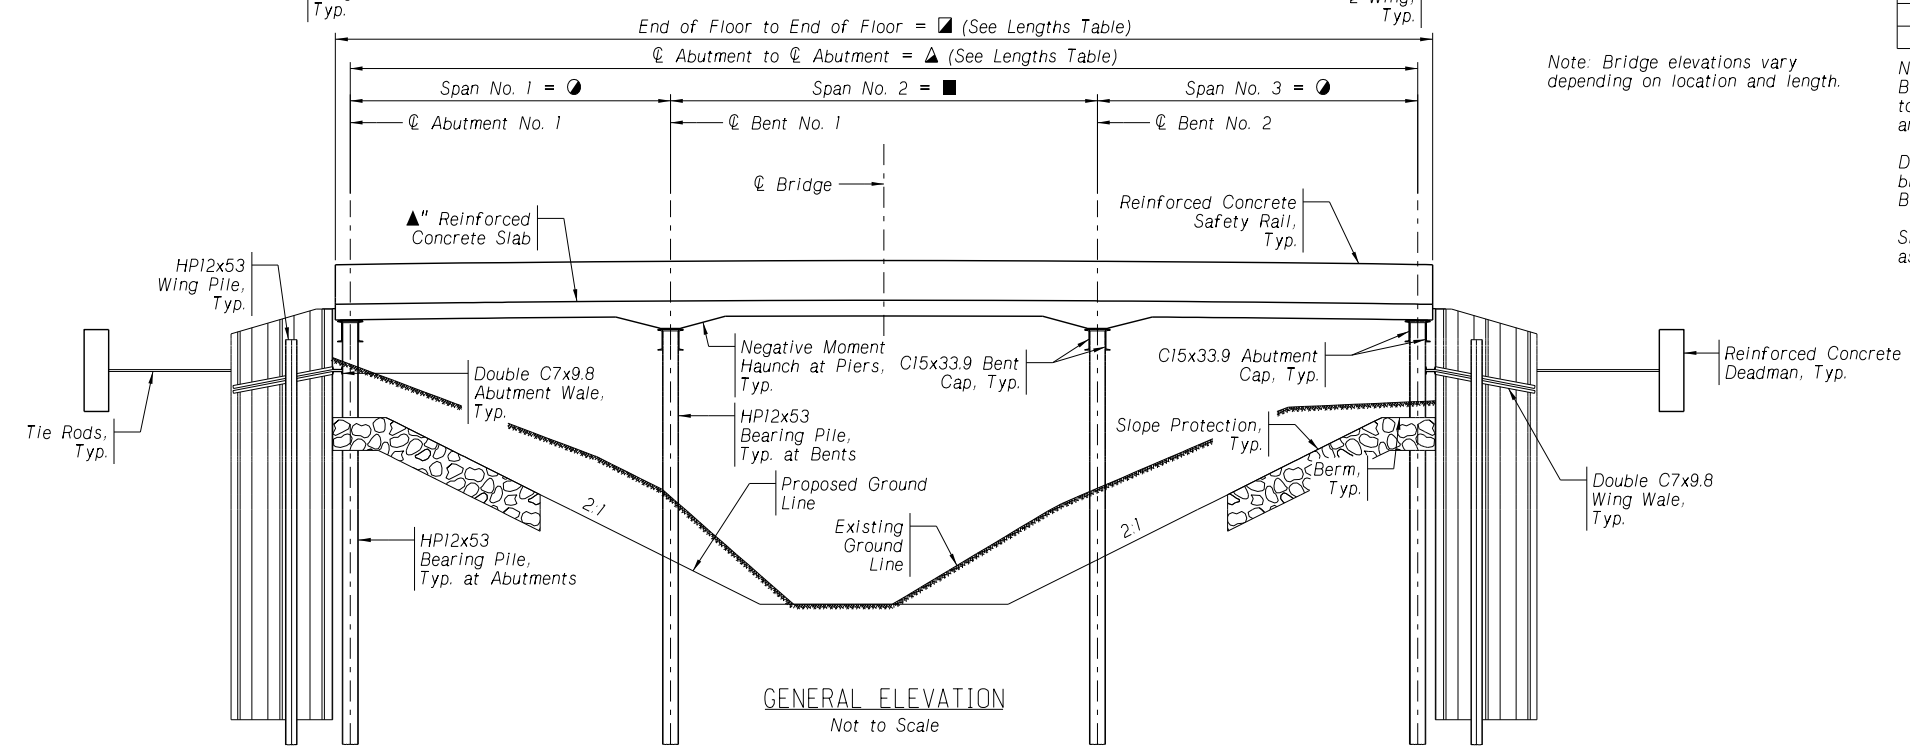 Typ.
2 Wing,
Typ.
End of Floor to End of Floor = ◪ (See Lengths Table)
℄ Abutment to ℄ Abutment = ◮ (See Lengths Table)
Note: Bridge elevations vary
depending on location and length.
Span No. 1 = ◑
Span No. 2 = ■
Span No. 3 = ◑
℄ Abutment No. 1
℄ Bent No. 1
℄ Bent No. 2
℄ Bridge
▲" Reinforced
Concrete Slab
Reinforced Concrete
Safety Rail,
Typ.
HP12x53
Wing Pile,
Typ.
Negative Moment
Haunch at Piers,
Typ.
C15x33.9 Bent
Cap, Typ.
C15x33.9 Abutment
Cap, Typ.
Reinforced Concrete
Deadman, Typ.
Double C7x9.8
Abutment Wale,
Typ.
Tie Rods,
Typ.
HP12x53
Bearing Pile,
Typ. at Bents
Slope Protection,
Typ.
Berm,
Typ.
Double C7x9.8
Wing Wale,
Typ.
Proposed Ground
Line
2:1
Existing
Ground
Line
2:1
HP12x53
Bearing Pile,
Typ. at Abutments
GENERAL ELEVATION
Not to Scale